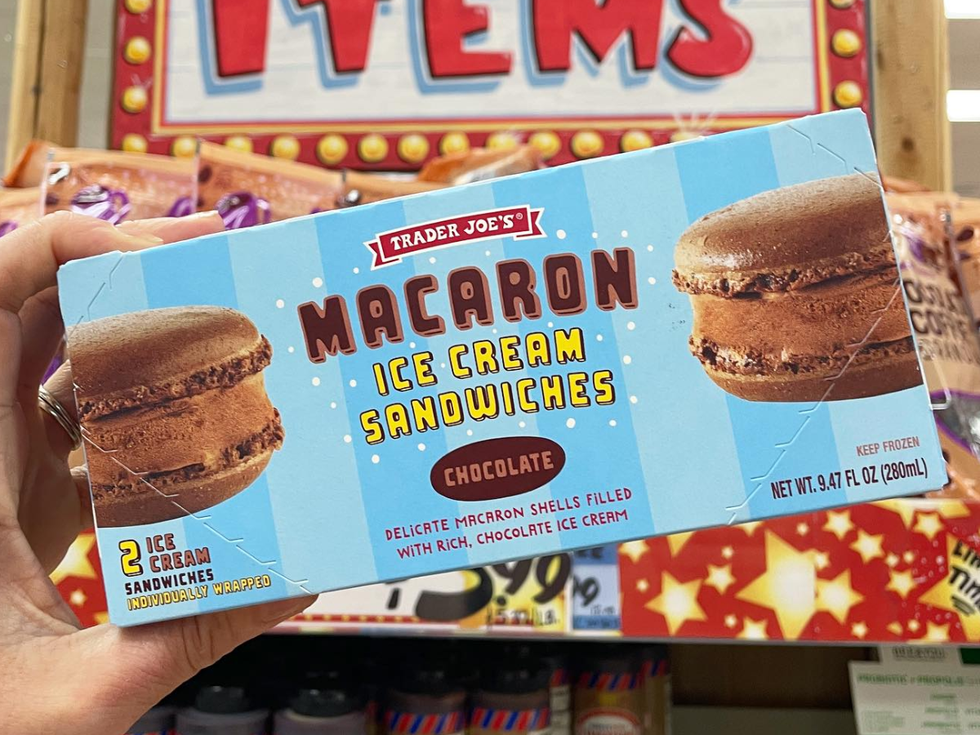 ITEMS
TRADER JOE'S®
MACARON
ICE CREAM
SANDWICHES
CHOCOLATE
DELICATE MACARON SHELLS FILLED
WITH RICH, CHOCOLATE ICE CREAM
2 ICE
CREAM
SANDWICHES
INDIVIDUALLY WRAPPED
KEEP FROZEN
NET WT. 9.47 FL OZ (280mL)
.99